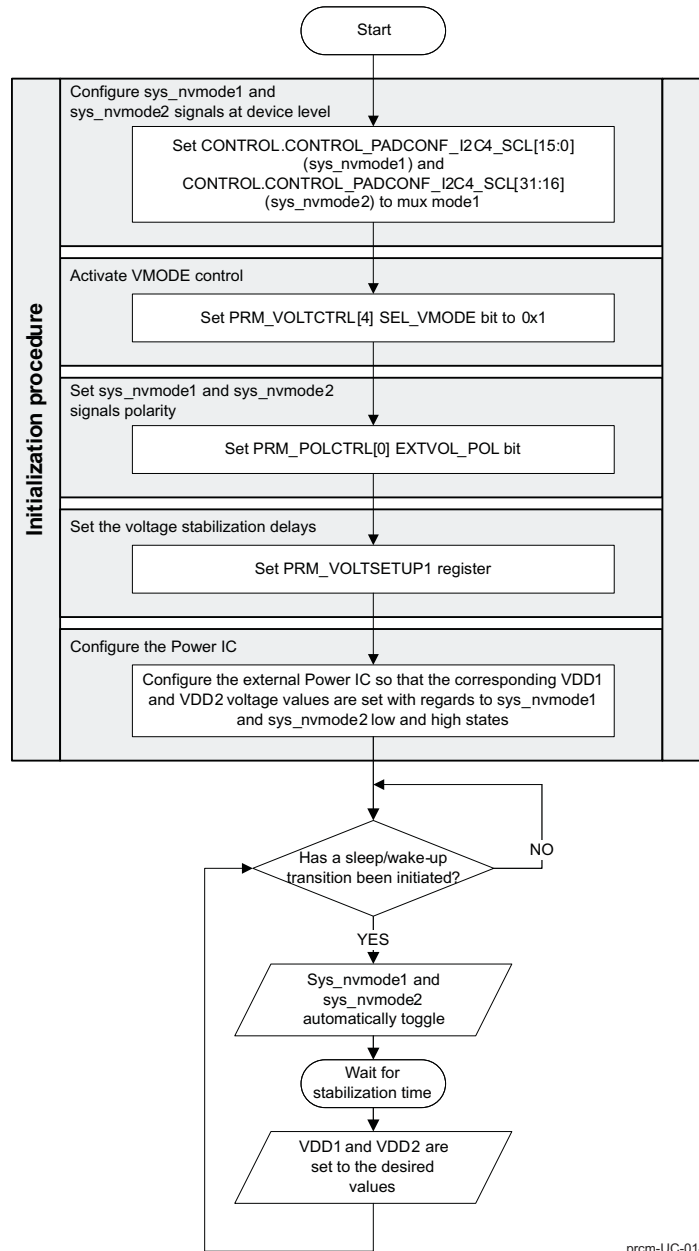 Start
Initialization procedure
Configure sys_nvmode1 and
sys_nvmode2 signals at device level
Set CONTROL.CONTROL_PADCONF_I2C4_SCL[15:0]
(sys_nvmode1) and
CONTROL.CONTROL_PADCONF_I2C4_SCL[31:16]
(sys_nvmode2) to mux mode1
Activate VMODE control
Set PRM_VOLTCTRL[4] SEL_VMODE bit to 0x1
Set sys_nvmode1 and sys_nvmode2
signals polarity
Set PRM_POLCTRL[0] EXTVOL_POL bit
Set the voltage stabilization delays
Set PRM_VOLTSETUP1 register
Configure the Power IC
Configure the external Power IC so that the corresponding VDD1
and VDD2 voltage values are set with regards to sys_nvmode1
and sys_nvmode2 low and high states
Has a sleep/wake-up
transition been initiated?
NO
YES
Sys_nvmode1 and
sys_nvmode2
automatically toggle
Wait for
stabilization time
VDD1 and VDD2 are
set to the desired
values
prcm-UC-01